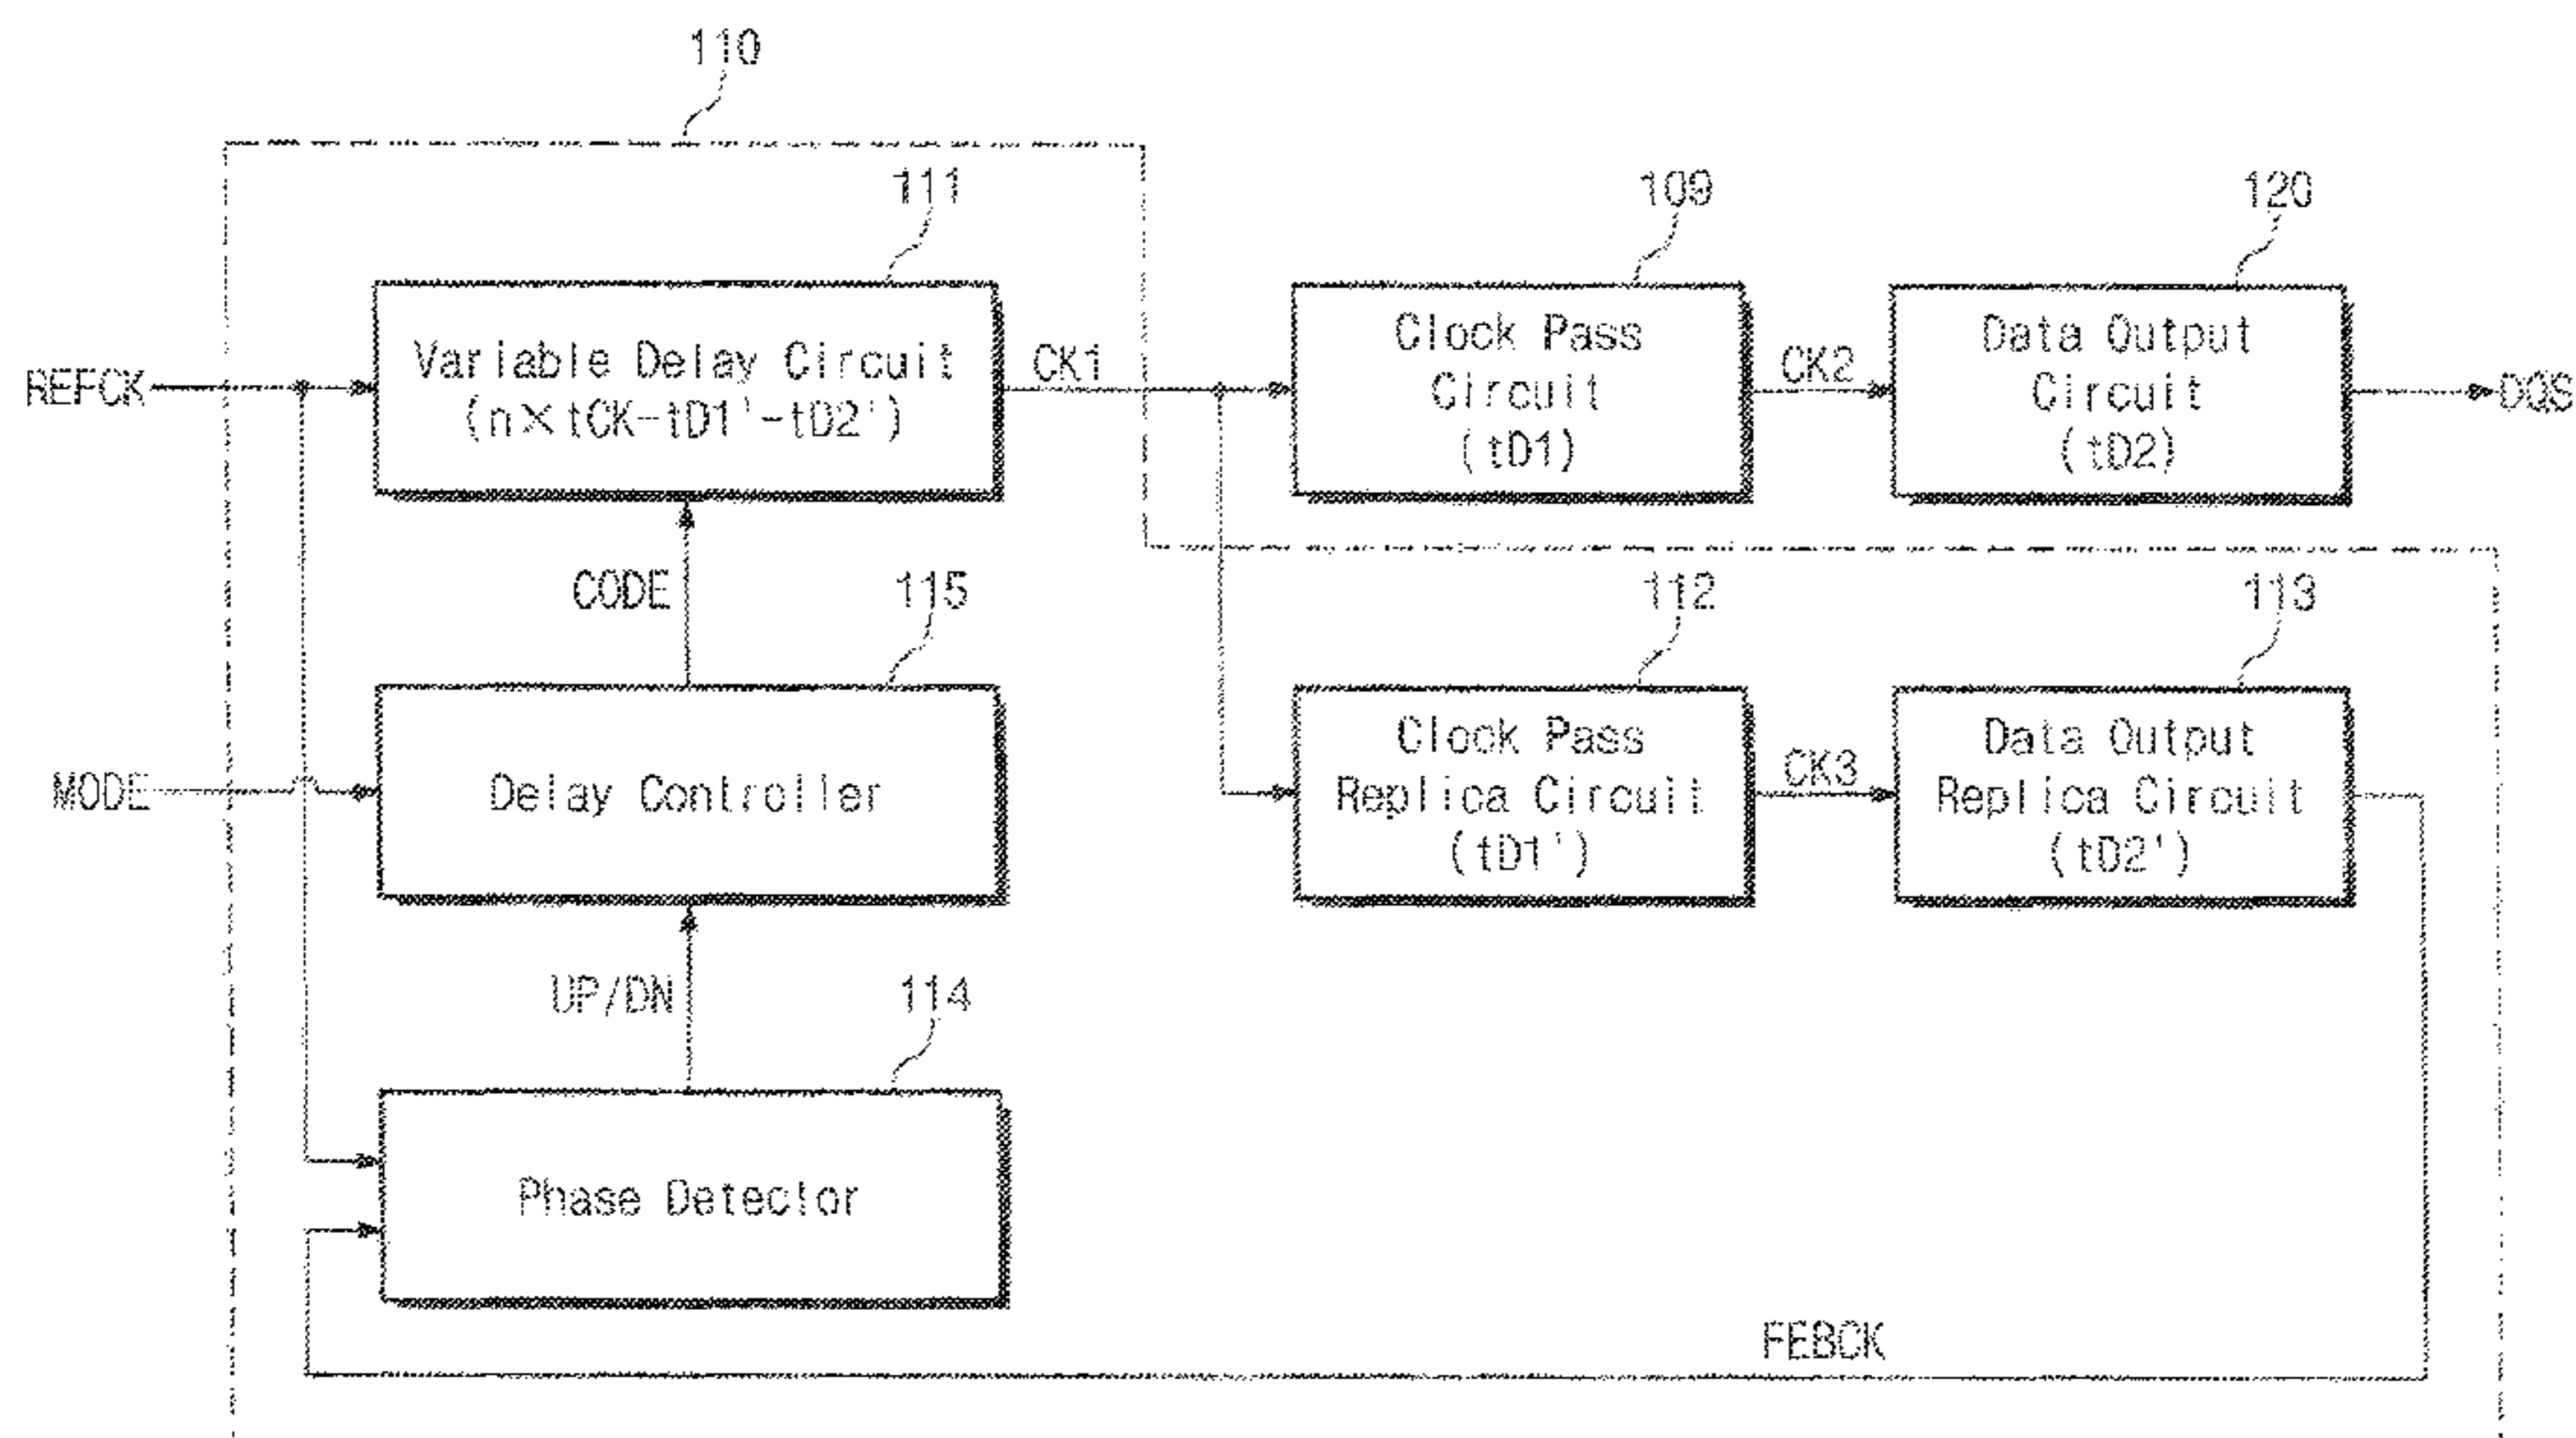 110
111
109
120
REFCK
Variable Delay Circuit
(n×tCK-tD1'-tD2')
CK1
Clock Pass
Circuit
(tD1)
CK2
Data Output
Circuit
(tD2)
DQS
CODE
115
112
113
MODE
Delay Controller
Clock Pass
Replica Circuit
(tD1')
CK3
Data Output
Replica Circuit
(tD2')
UP/DN
114
Phase Detector
FEBCK